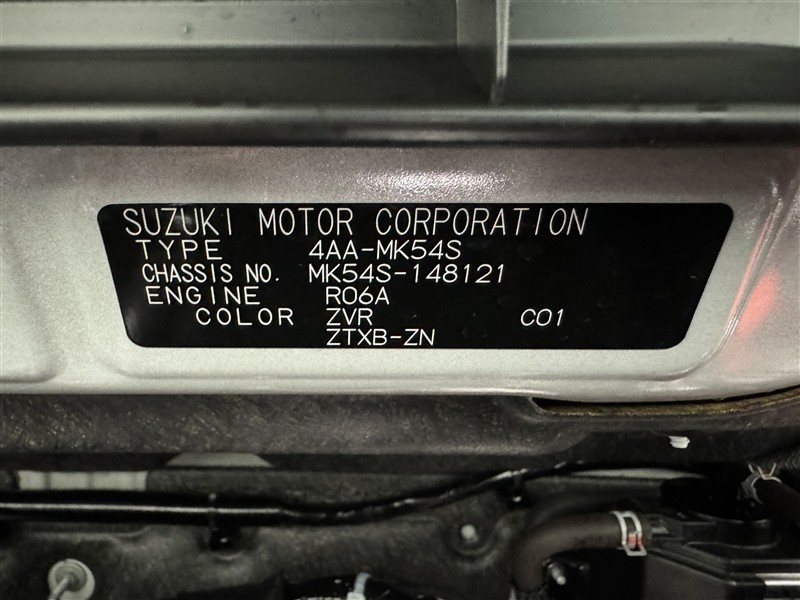 SUZUKI MOTOR CORPORATION
TYPE 4AA-MK54S
CHASSIS NO. MK54S-148121
ENGINE R06A
COLOR ZVR C01
ZTXB-ZN